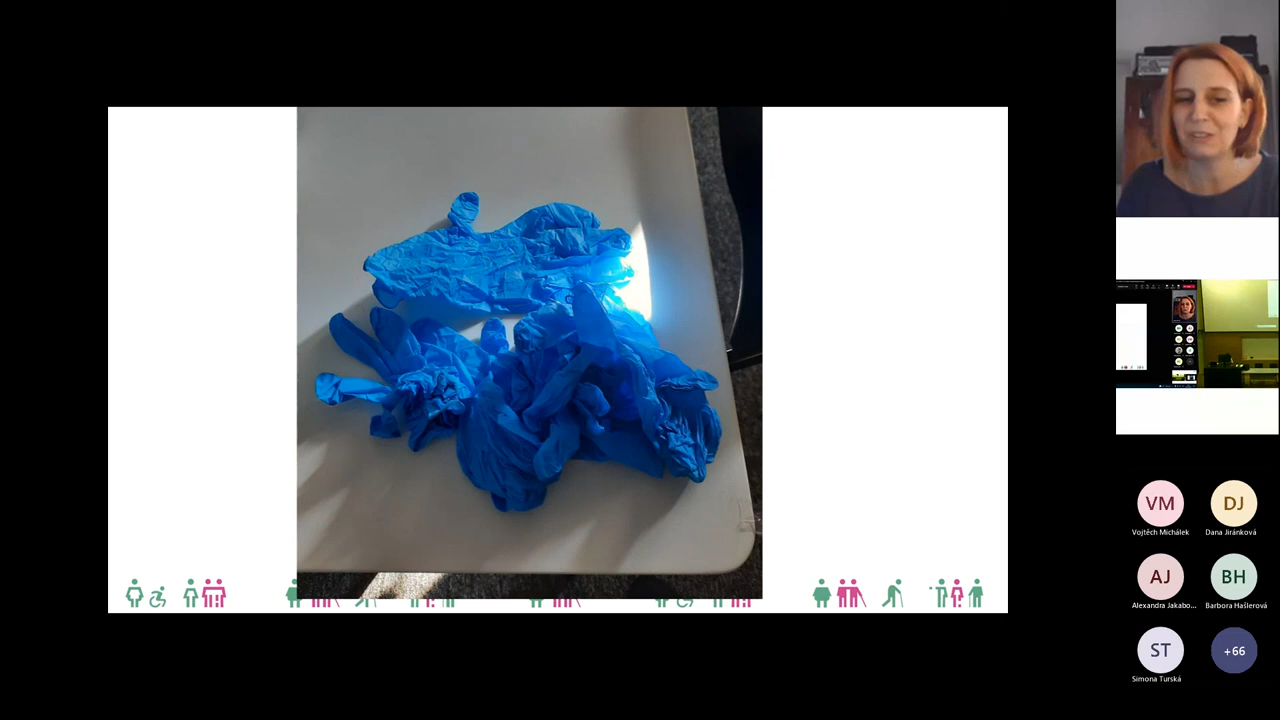 VM
DJ
Vojtěch Michálek
Dana Jiránková
AJ
BH
Alexandra Jakabo...
Barbora Hašlerová
ST
+66
Simona Turská